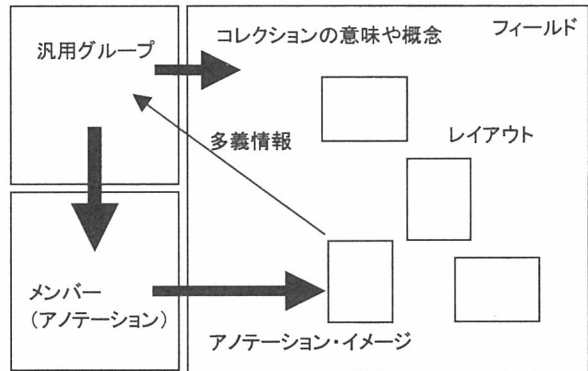 汎用グループ
コレクションの意味や概念
フィールド
多義情報
レイアウト
メンバー
(アノテーション)
アノテーション・イメージ